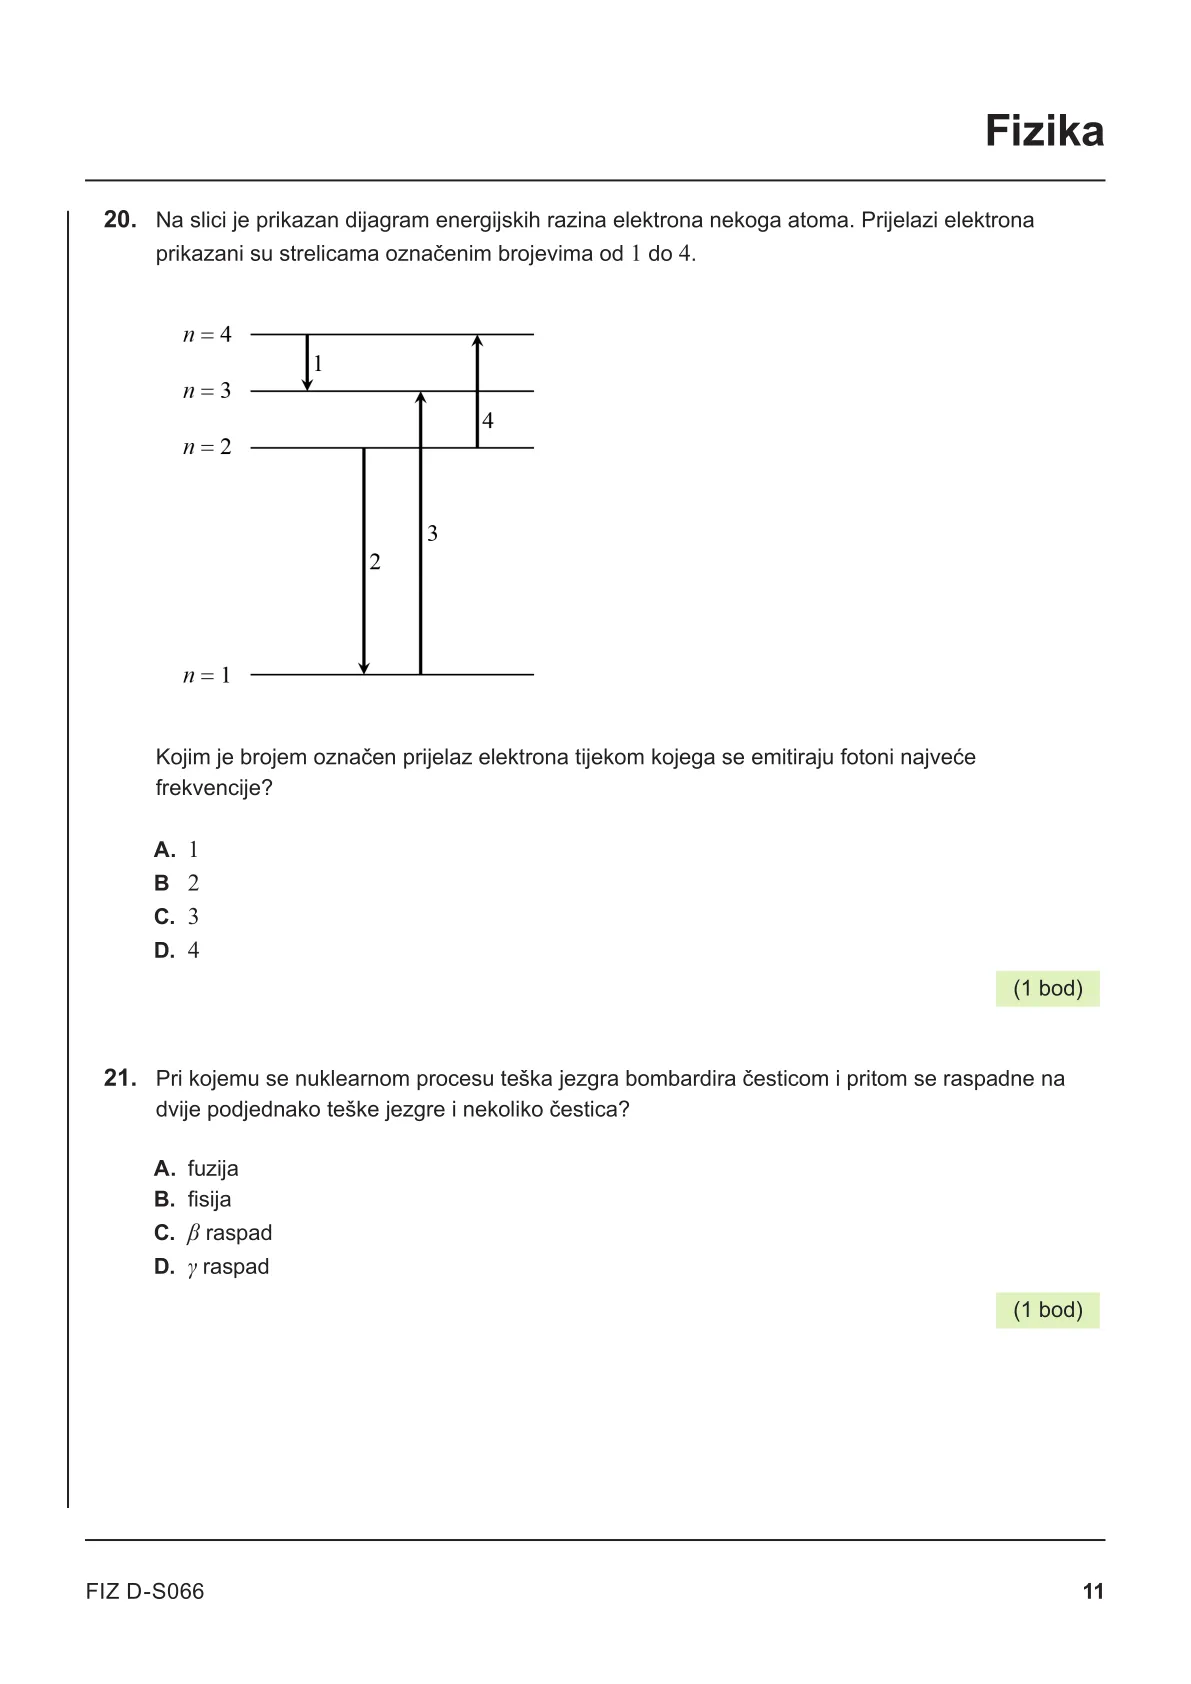 Fizika
20. Na slici je prikazan dijagram energijskih razina elektrona nekoga atoma. Prijelazi elektrona
prikazani su strelicama označenim brojevima od 1 do 4.
n = 4
1
n = 3
4
n = 2
3
2
n = 1
Kojim je brojem označen prijelaz elektrona tijekom kojega se emitiraju fotoni najveće
frekvencije?
A. 1
B 2
C. 3
D. 4
(1 bod)
21. Pri kojemu se nuklearnom procesu teška jezgra bombardira česticom i pritom se raspadne na
dvije podjednako teške jezgre i nekoliko čestica?
A. fuzija
B. fisija
C. β raspad
D. γ raspad
(1 bod)
FIZ D-S066
11